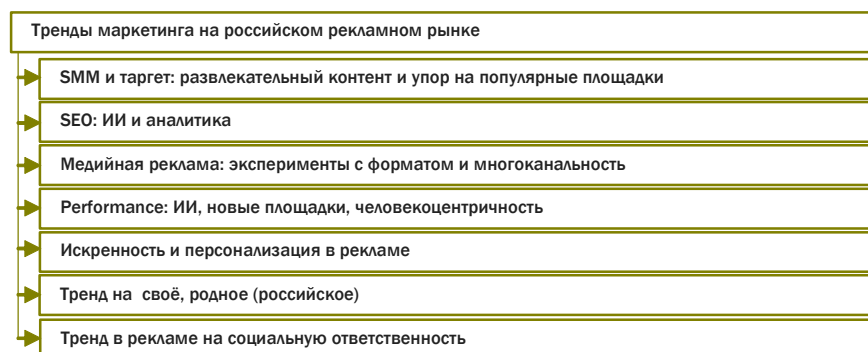 Тренды маркетинга на российском рекламном рынке
SMM и таргет: развлекательный контент и упор на популярные площадки
SEO: ИИ и аналитика
Медийная реклама: эксперименты с форматом и многоканальность
Performance: ИИ, новые площадки, человекоцентричность
Искренность и персонализация в рекламе
Тренд на своё, родное (российское)
Тренд в рекламе на социальную ответственность